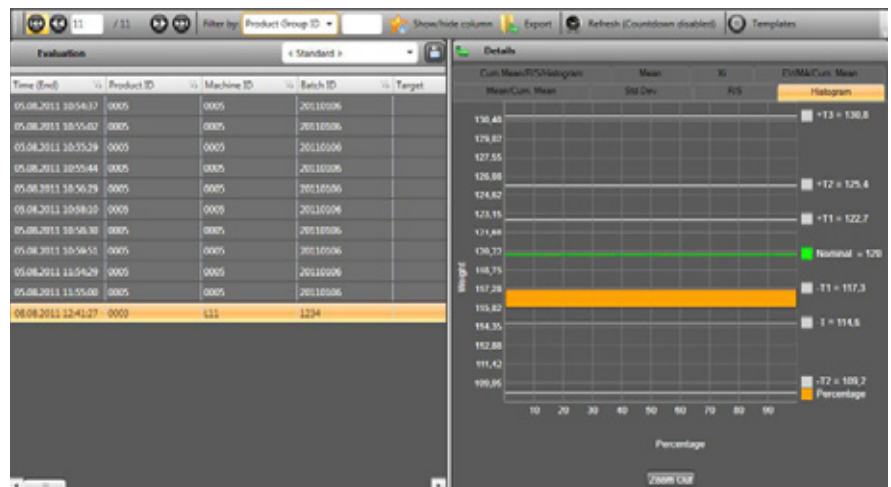 11 / 11 Filter by: Product Group ID Show/hide column Export Refresh (Countdown disabled) Templates
Evaluation < Standard > Details
Time (End) Product ID Machine ID Batch ID Target
05.08.2011 10:54:37 0005 0005 20110106
05.08.2011 10:55:02 0005 0005 20110106
05.08.2011 10:55:29 0005 0005 20110106
05.08.2011 10:55:44 0005 0005 20110106
05.08.2011 10:56:29 0005 0005 20110106
05.08.2011 10:58:10 0005 0005 20110106
05.08.2011 10:58:30 0005 0005 20110106
05.08.2011 10:59:51 0005 0005 20110106
05.08.2011 11:54:29 0005 0005 20110106
05.08.2011 11:55:00 0005 0005 20110106
08.08.2011 12:41:27 0003 L11 1234
Cum.Mean/R/S/Histogram Mean Xi
Mean/Cum. Mean Std Dev R/S Histogram
130,48
129,02
127,55
126,08
124,62
123,15
121,68
120,22
118,75
117,28
115,82
114,35
112,88
111,42
109,95
Weight
+T3 = 130,8
+T2 = 125,4
+T1 = 122,7
Nominal = 120
-T1 = 117,3
-T = 114,6
-T2 = 109,2
Percentage
10 20 30 40 50 60 70 80 90
Percentage
Zoom Out